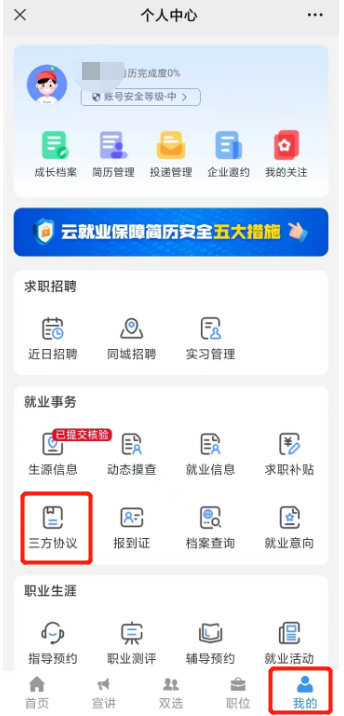 个人中心
历完成度0%
账号安全等级-中 >
成长档案 简历管理 投递管理 企业邀约 我的关注
云就业保障简历安全五大措施
求职招聘
近日招聘 同城招聘 实习管理
就业事务
已提交核验
生源信息 动态摸查 就业信息 求职补贴
三方协议 报到证 档案查询 就业意向
职业生涯
指导预约 职业测评 辅导预约 就业活动
首页 宣讲 双选 职位 我的